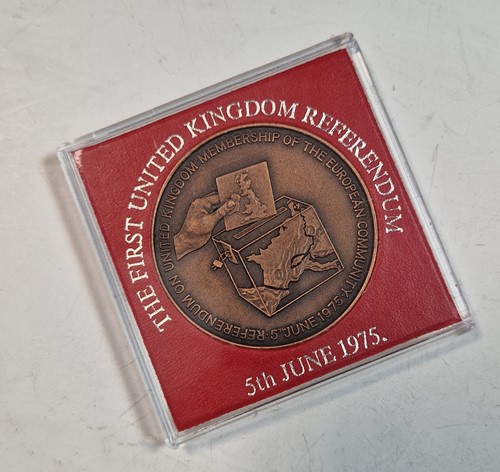 THE FIRST UNITED KINGDOM REFERENDUM
REFERENDUM ON UNITED KINGDOM MEMBERSHIP OF THE EUROPEAN COMMUNITY
5TH JUNE 1975
5th JUNE 1975.